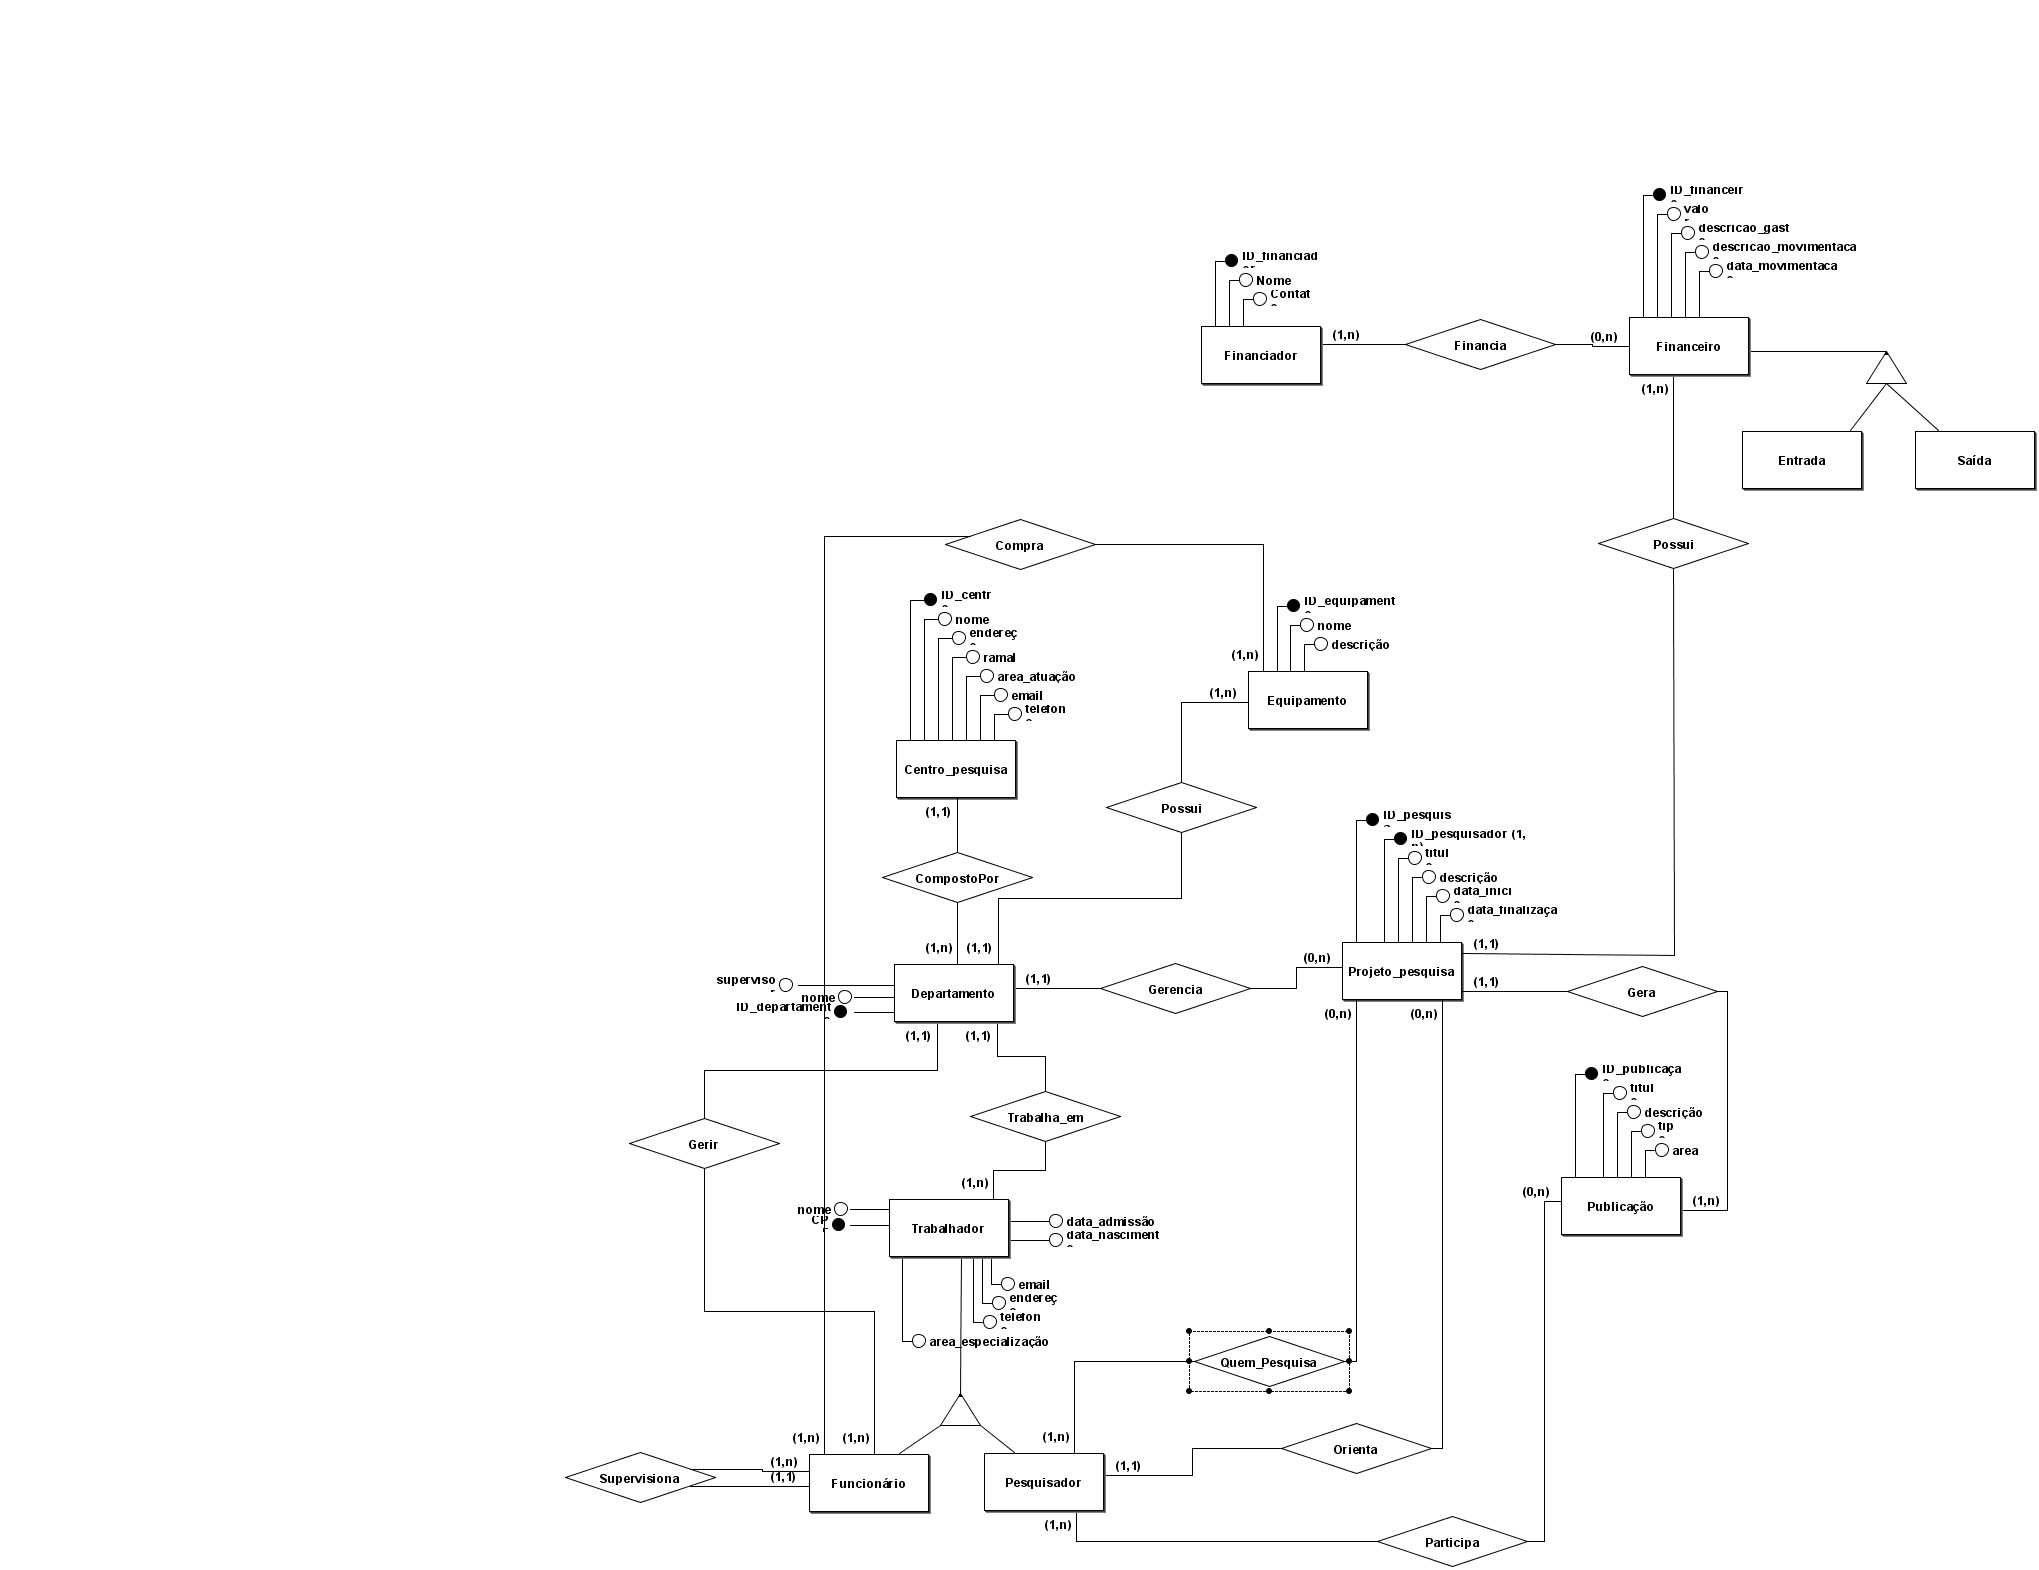 ID_financeir
o
valo
r
descricao_gast
o
descricao_movimentaca
o
data_movimentaca
o
ID_financiad
or
Nome
Contat
o
(1,n)
Financia
(0,n)
Financiador
Financeiro
(1,n)
Entrada
Saída
Compra
Possui
ID_centr
o
nome
endereç
o
ramal
area_atuação
email
telefon
o
ID_equipament
o
nome
descrição
(1,n)
(1,n)
Equipamento
Centro_pesquisa
(1,1)
Possui
ID_pesquis
a
ID_pesquisador (1,
n)
titul
o
descrição
data_inici
o
data_finalizaça
o
CompostoPor
(1,n)
(1,1)
(1,1)
(0,n)
Projeto_pesquisa
superviso
r
nome
ID_departament
o
Departamento
(1,1)
Gerencia
(1,1)
Gera
(0,n)
(0,n)
(1,1)
(1,1)
ID_publicaça
o
titul
o
descrição
tip
o
area
Gerir
Trabalha_em
(1,n)
(0,n)
(1,n)
Publicação
nome
CP
F
Trabalhador
data_admissão
data_nasciment
o
email
endereç
o
telefon
e
area_especialização
Quem_Pesquisa
(1,n)
(1,n)
(1,n)
Orienta
(1,n)
(1,1)
(1,1)
Supervisiona
Funcionário
Pesquisador
(1,n)
Participa